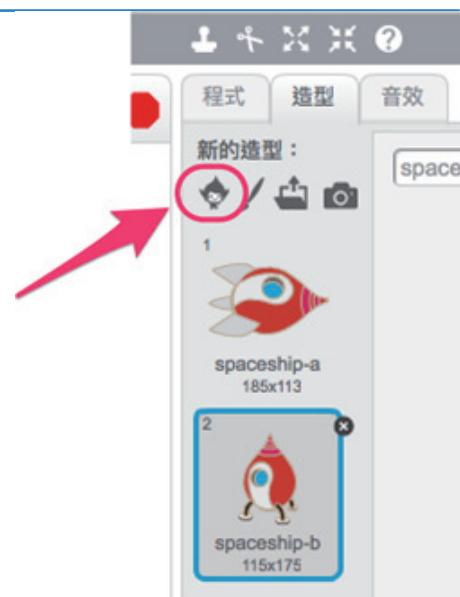 程式 造型 音效
新的造型：
space
1
spaceship-a
185x113
2
spaceship-b
115x175